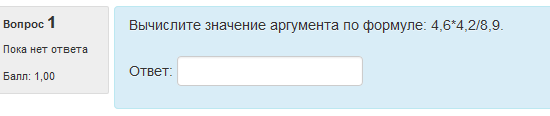 Вопрос 1
Пока нет ответа
Балл: 1,00
Вычислите значение аргумента по формуле: 4,6*4,2/8,9.
Ответ: